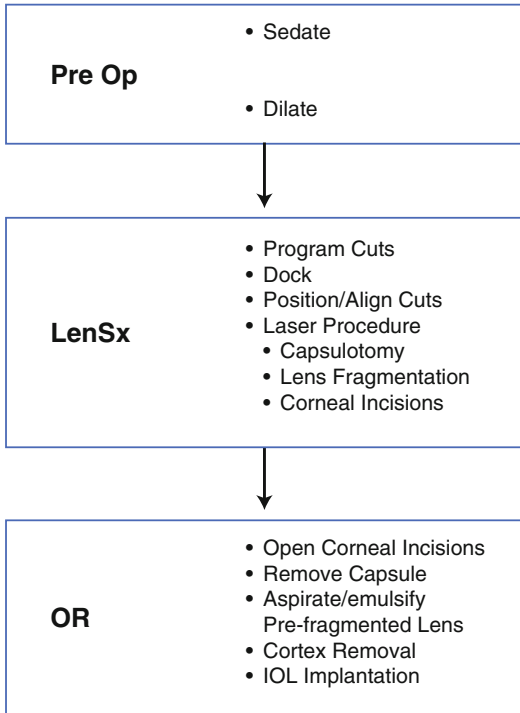 Pre Op
• Sedate
• Dilate
LenSx
• Program Cuts
• Dock
• Position/Align Cuts
• Laser Procedure
• Capsulotomy
• Lens Fragmentation
• Corneal Incisions
OR
• Open Corneal Incisions
• Remove Capsule
• Aspirate/emulsify
Pre-fragmented Lens
• Cortex Removal
• IOL Implantation